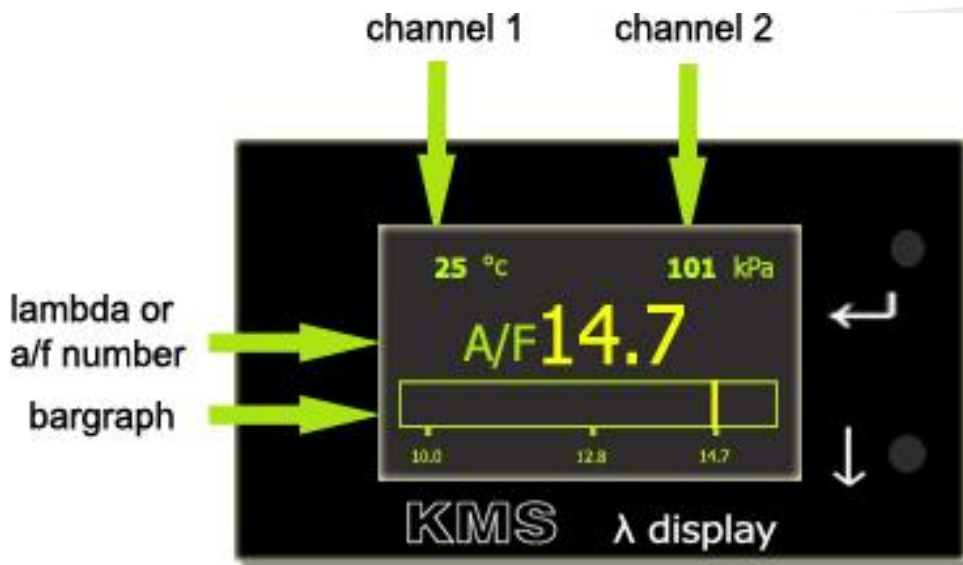 channel 1 channel 2
25 °c 101 kPa
lambda or
a/f number
A/F14.7
bargraph
10.0 12.8 14.7
KMS λ display